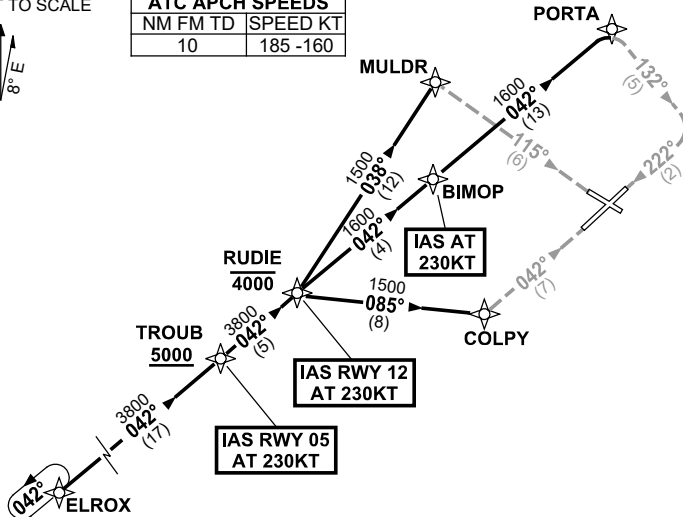 TO SCALE
8° E
ATC APCH SPEEDS
NM FM TD SPEED KT
10 185 -160
PORTA
132°
(5)
MULDR
1600
042°
(13)
115°
(6)
222°
(2)
1500
038°
(12)
BIMOP
1600
042°
(4)
IAS AT
230KT
RUDIE
4000
042°
(7)
1500
085°
(8)
COLPY
TROUB
5000
3800
042°
(5)
IAS RWY 12
AT 230KT
3800
042°
(17)
IAS RWY 05
AT 230KT
042°
ELROX